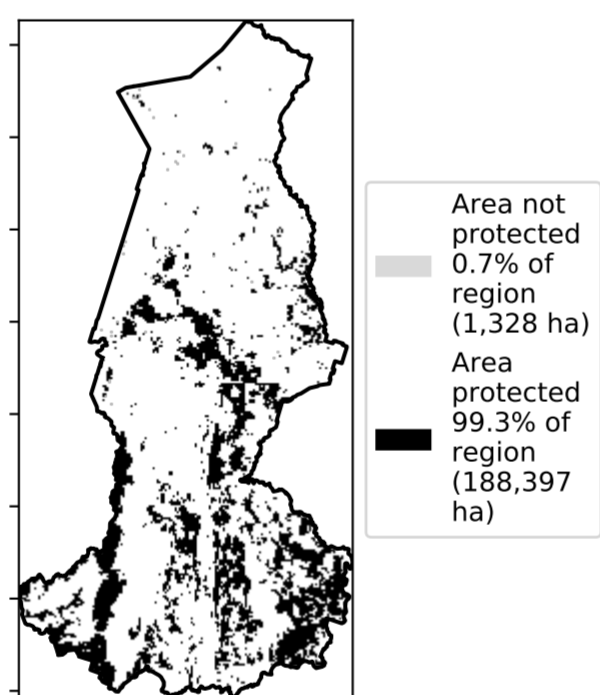 Area not
protected
0.7% of
region
(1,328 ha)
Area
protected
99.3% of
region
(188,397
ha)